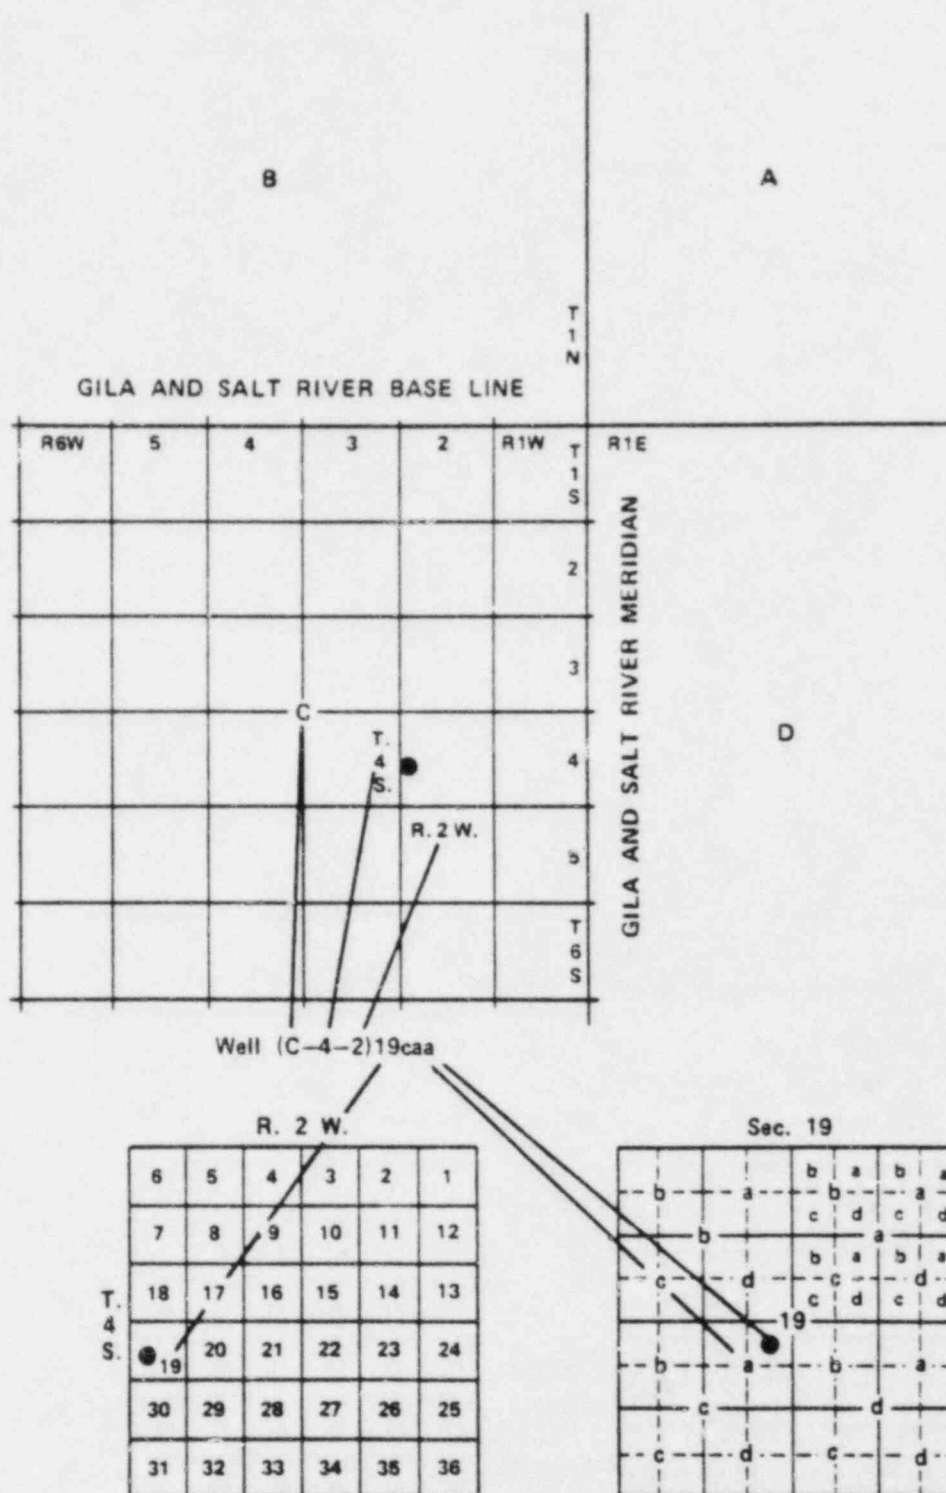 B
A
T
1
N
GILA AND SALT RIVER BASE LINE
R6W 5 4 3 2 R1W T R1E
1
S
2
3
GILA AND SALT RIVER MERIDIAN
C
T.
4
S.
4
D
R. 2 W.
5
T
6
S
Well (C-4-2)19caa
R. 2 W.
6 5 4 3 2 1
7 8 9 10 11 12
18 17 16 15 14 13
19 20 21 22 23 24
30 29 28 27 26 25
31 32 33 34 35 36
T.
4
S.
Sec. 19
b a b a
b a b a
c d c d
b a
b a b a
c d c d
c d c d
19
b a b a
c d
c d c d